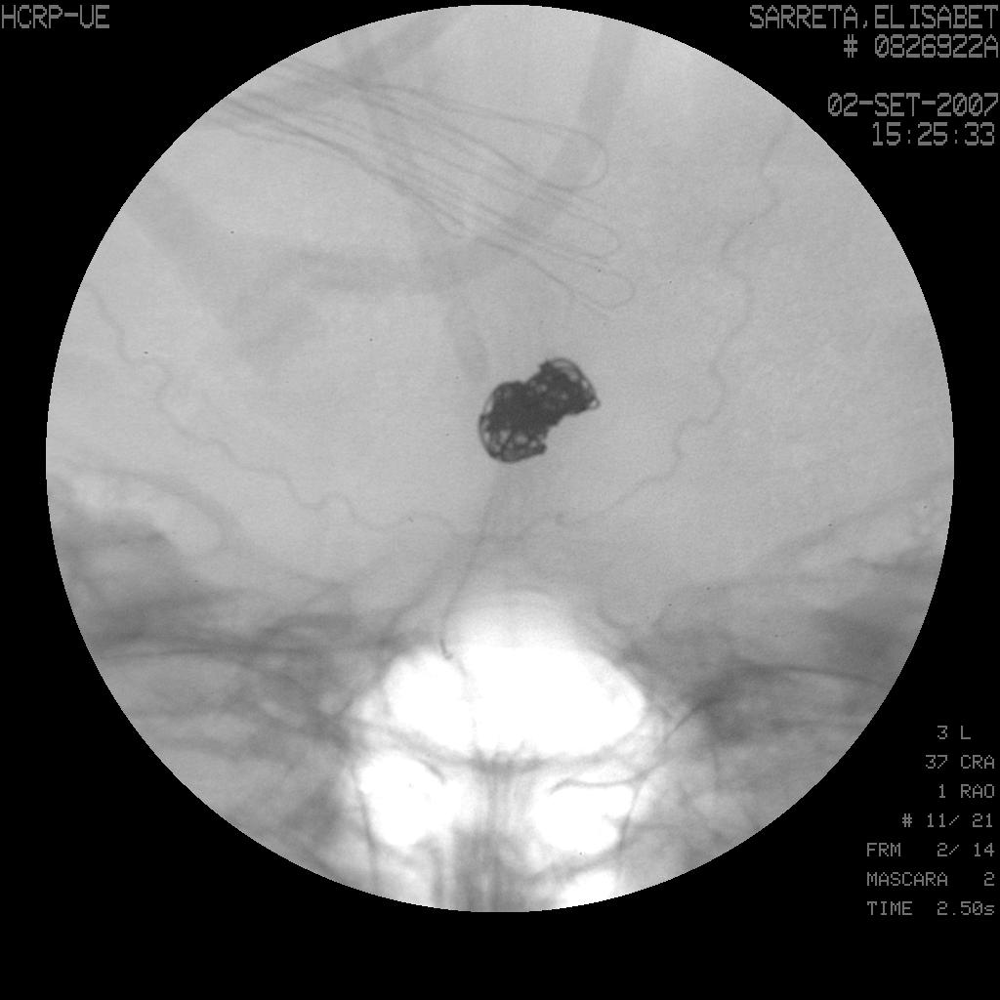 HCRP-UE
SARRETA,ELISABET
# 0826922A
02-SET-2007
15:25:33
3 L
37 CRA
1 RAO
# 11/ 21
FRM 2/ 14
MASCARA 2
TIME 2.50s